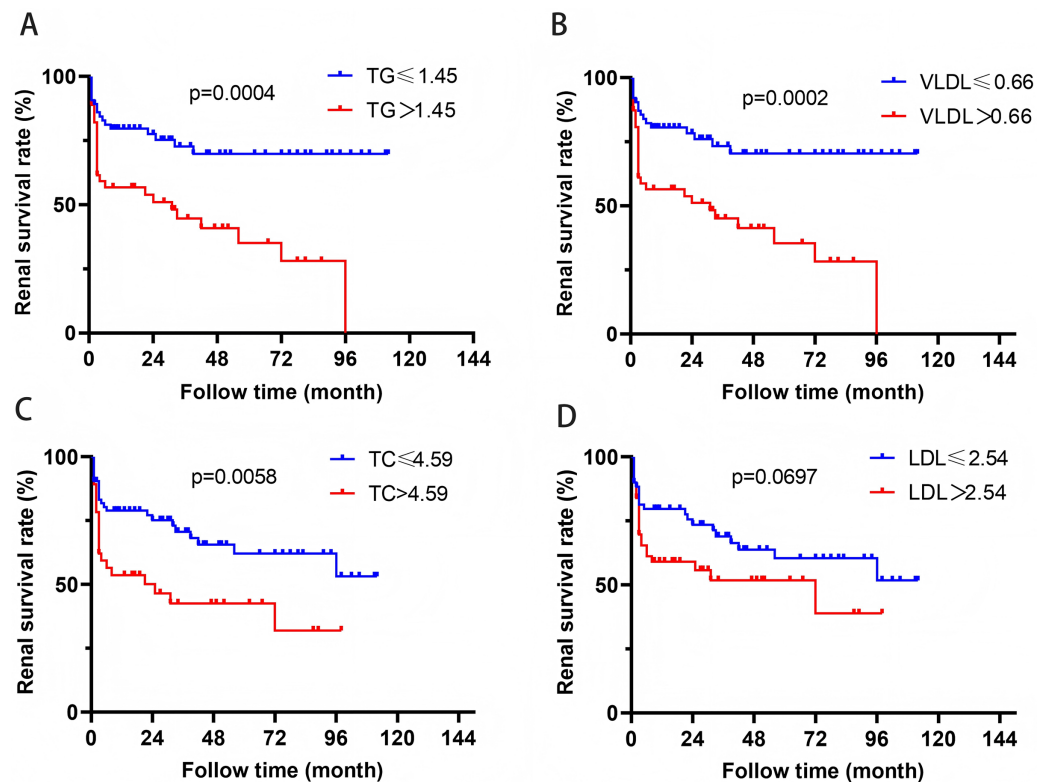 A
TG≤1.45
TG>1.45
p=0.0004
Renal survival rate (%)
100
50
0
0 24 48 72 96 120 144
Follow time (month)
B
VLDL≤0.66
VLDL>0.66
p=0.0002
Renal survival rate (%)
100
50
0
0 24 48 72 96 120 144
Follow time (month)
C
TC≤4.59
TC>4.59
p=0.0058
Renal survival rate (%)
100
50
0
0 24 48 72 96 120 144
Follow time (month)
D
LDL≤2.54
LDL>2.54
p=0.0697
Renal survival rate (%)
100
50
0
0 24 48 72 96 120 144
Follow time (month)